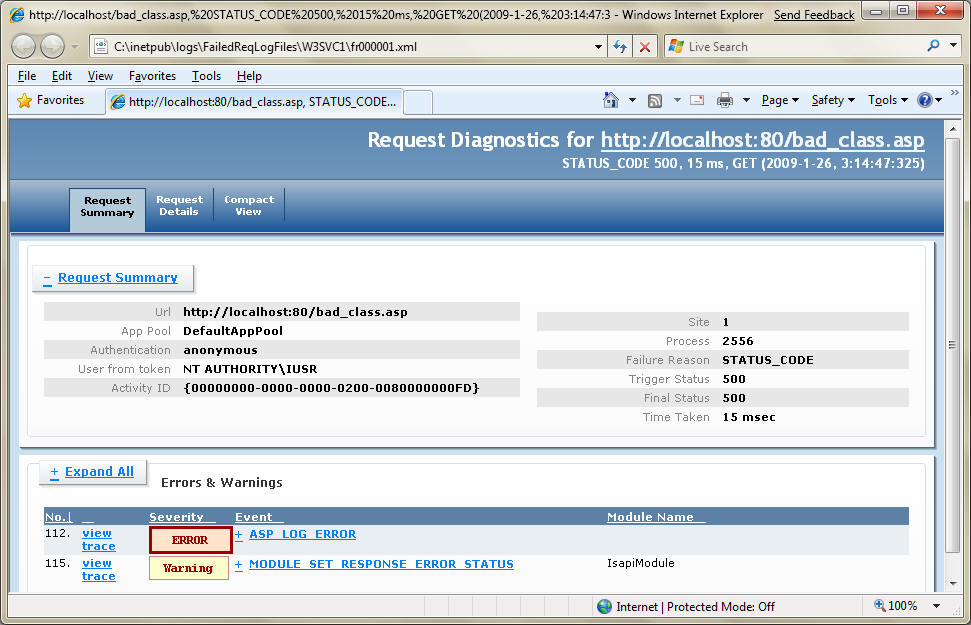 http://localhost/bad_class.asp,%20STATUS_CODE%20500,%2015%20ms,%20GET%20(2009-1-26,%203:14:47:3 - Windows Internet Explorer Send Feedback
C:\inetpub\logs\FailedReqLogFiles\W3SVC1\fr000001.xml Live Search
File Edit View Favorites Tools Help
Favorites http://localhost:80/bad_class.asp, STATUS_CODE... Page Safety Tools
Request Diagnostics for http://localhost:80/bad_class.asp
STATUS_CODE 500, 15 ms, GET (2009-1-26, 3:14:47:325)
Request Summary
Request Details
Compact View
− Request Summary
Url http://localhost:80/bad_class.asp
App Pool DefaultAppPool
Authentication anonymous
User from token NT AUTHORITY\IUSR
Activity ID {00000000-0000-0000-0200-0080000000FD}
Site 1
Process 2556
Failure Reason STATUS_CODE
Trigger Status 500
Final Status 500
Time Taken 15 msec
+ Expand All
Errors & Warnings
No.↓ Severity Event Module Name
112. view trace ERROR + ASP_LOG_ERROR
115. view trace Warning + MODULE_SET_RESPONSE_ERROR_STATUS IsapiModule
Internet | Protected Mode: Off 100%